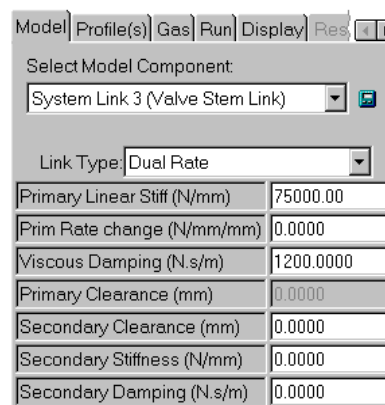 Model Profile(s) Gas Run Display Res
Select Model Component:
System Link 3 (Valve Stem Link)
Link Type: Dual Rate
Primary Linear Stiff (N/mm) 75000.00
Prim Rate change (N/mm/mm) 0.0000
Viscous Damping (N.s/m) 1200.0000
Primary Clearance (mm) 0.0000
Secondary Clearance (mm) 0.0000
Secondary Stiffness (N/mm) 0.0000
Secondary Damping (N.s/m) 0.0000